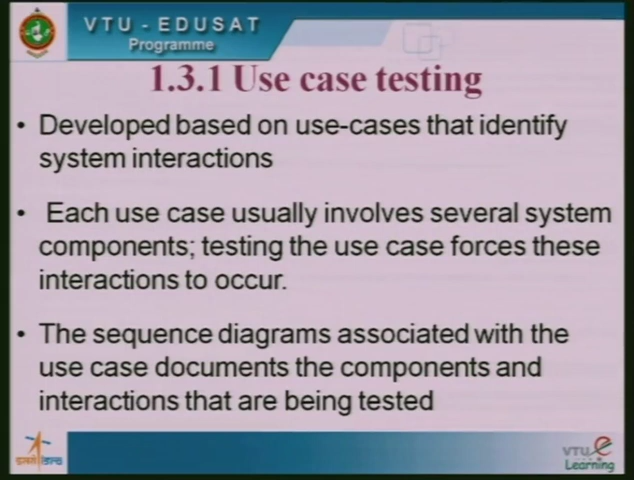 VTU - EDUSAT
Programme
1.3.1 Use case testing
• Developed based on use-cases that identify
system interactions
• Each use case usually involves several system
components; testing the use case forces these
interactions to occur.
• The sequence diagrams associated with the
use case documents the components and
interactions that are being tested
इसरो isro
VTU e
Learning